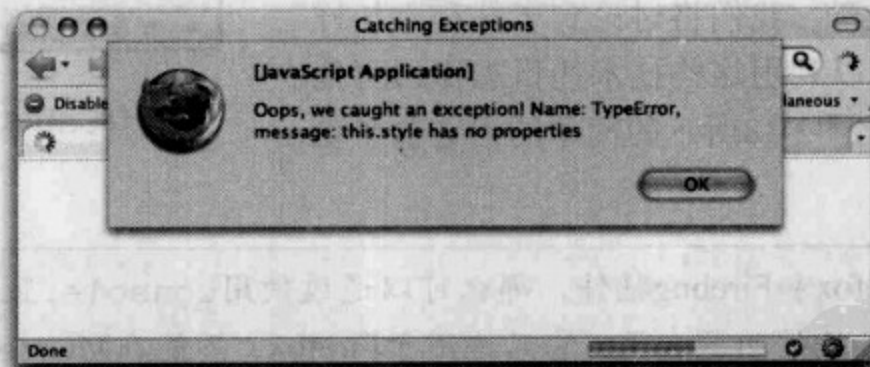 Catching Exceptions
[JavaScript Application]
Oops, we caught an exception! Name: TypeError,
message: this.style has no properties
Disable
laneous
OK
Done